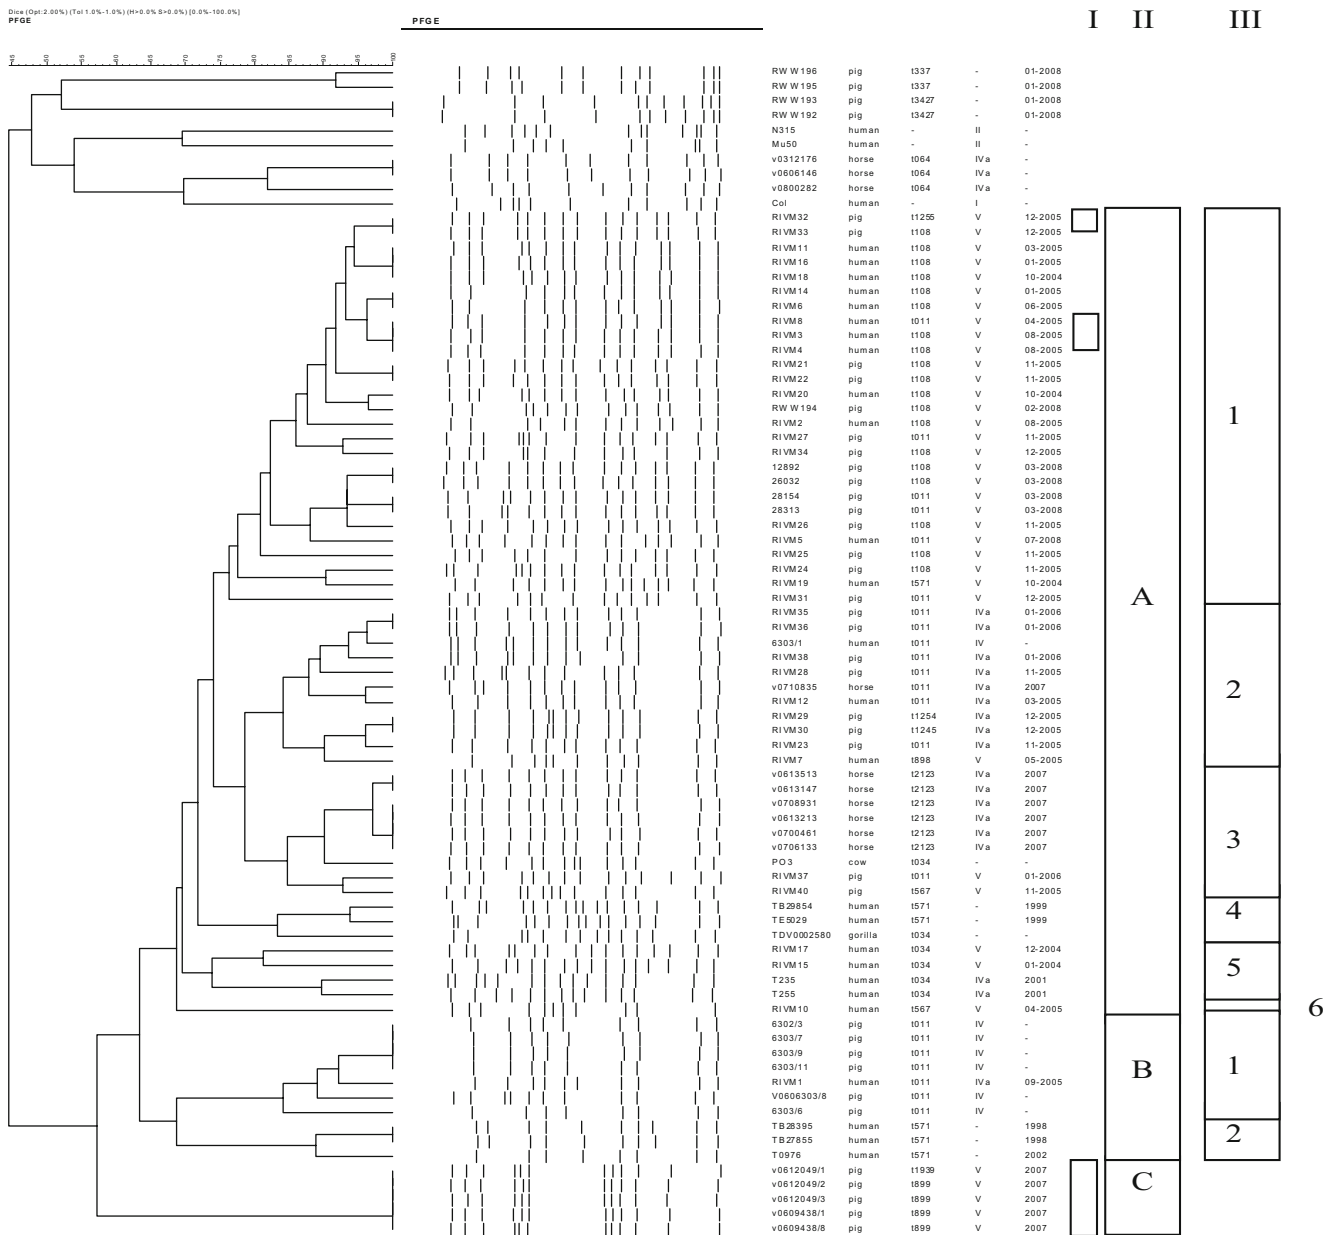 Dice (Opt:2.00%) (Tol 1.0%-1.0%) (H>0.0% S>0.0%) [0.0%-100.0%]
PFGE
PFGE
I II III
45 50 55 60 65 70 75 80 85 90 95 100
RWW196 pig t337 - 01-2008
RWW195 pig t337 - 01-2008
RWW193 pig t3427 - 01-2008
RWW192 pig t3427 - 01-2008
N315 human - II -
Mu50 human - II -
v0312176 horse t064 IVa -
v0606146 horse t064 IVa -
v0800282 horse t064 IVa -
Col human - I -
RIVM32 pig t1255 V 12-2005
RIVM33 pig t108 V 12-2005
RIVM11 human t108 V 03-2005
RIVM16 human t108 V 01-2005
RIVM18 human t108 V 10-2004
RIVM14 human t108 V 01-2005
RIVM6 human t108 V 06-2005
RIVM8 human t011 V 04-2005
RIVM3 human t108 V 08-2005
RIVM4 human t108 V 08-2005
RIVM21 pig t108 V 11-2005
RIVM22 pig t108 V 11-2005
RIVM20 human t108 V 10-2004
RWW194 pig t108 V 02-2008
1
RIVM2 human t108 V 08-2005
RIVM27 pig t011 V 11-2005
RIVM34 pig t108 V 12-2005
12892 pig t108 V 03-2008
26032 pig t108 V 03-2008
28154 pig t011 V 03-2008
28313 pig t011 V 03-2008
RIVM26 pig t108 V 11-2005
RIVM5 human t011 V 07-2008
RIVM25 pig t108 V 11-2005
RIVM24 pig t108 V 11-2005
RIVM19 human t571 V 10-2004
A
RIVM31 pig t011 V 12-2005
RIVM35 pig t011 IVa 01-2006
RIVM36 pig t011 IVa 01-2006
6303/1 human t011 IV -
RIVM38 pig t011 IVa 01-2006
RIVM28 pig t011 IVa 11-2005
v0710835 horse t011 IVa 2007
2
RIVM12 human t011 IVa 03-2005
RIVM29 pig t1254 IVa 12-2005
RIVM30 pig t1245 IVa 12-2005
RIVM23 pig t011 IVa 11-2005
RIVM7 human t898 V 05-2005
v0613513 horse t2123 IVa 2007
v0613147 horse t2123 IVa 2007
v0708931 horse t2123 IVa 2007
v0613213 horse t2123 IVa 2007
v0700461 horse t2123 IVa 2007
3
v0706133 horse t2123 IVa 2007
PO3 cow t034 - -
RIVM37 pig t011 V 01-2006
RIVM40 pig t567 V 11-2005
TB29854 human t571 - 1999
4
TE5029 human t571 - 1999
TDV0002580 gorilla t034 - -
RIVM17 human t034 V 12-2004
RIVM15 human t034 V 01-2004
5
T235 human t034 IVa 2001
T255 human t034 IVa 2001
RIVM10 human t567 V 04-2005
6
6302/3 pig t011 IV -
6303/7 pig t011 IV -
6303/9 pig t011 IV -
6303/11 pig t011 IV -
B 1
RIVM1 human t011 IVa 09-2005
V0606303/8 pig t011 IV -
6303/6 pig t011 IV -
TB28395 human t571 - 1998
2
TB27855 human t571 - 1998
T0976 human t571 - 2002
v0612049/1 pig t1939 V 2007
C
v0612049/2 pig t899 V 2007
v0612049/3 pig t899 V 2007
v0609438/1 pig t899 V 2007
v0609438/8 pig t899 V 2007